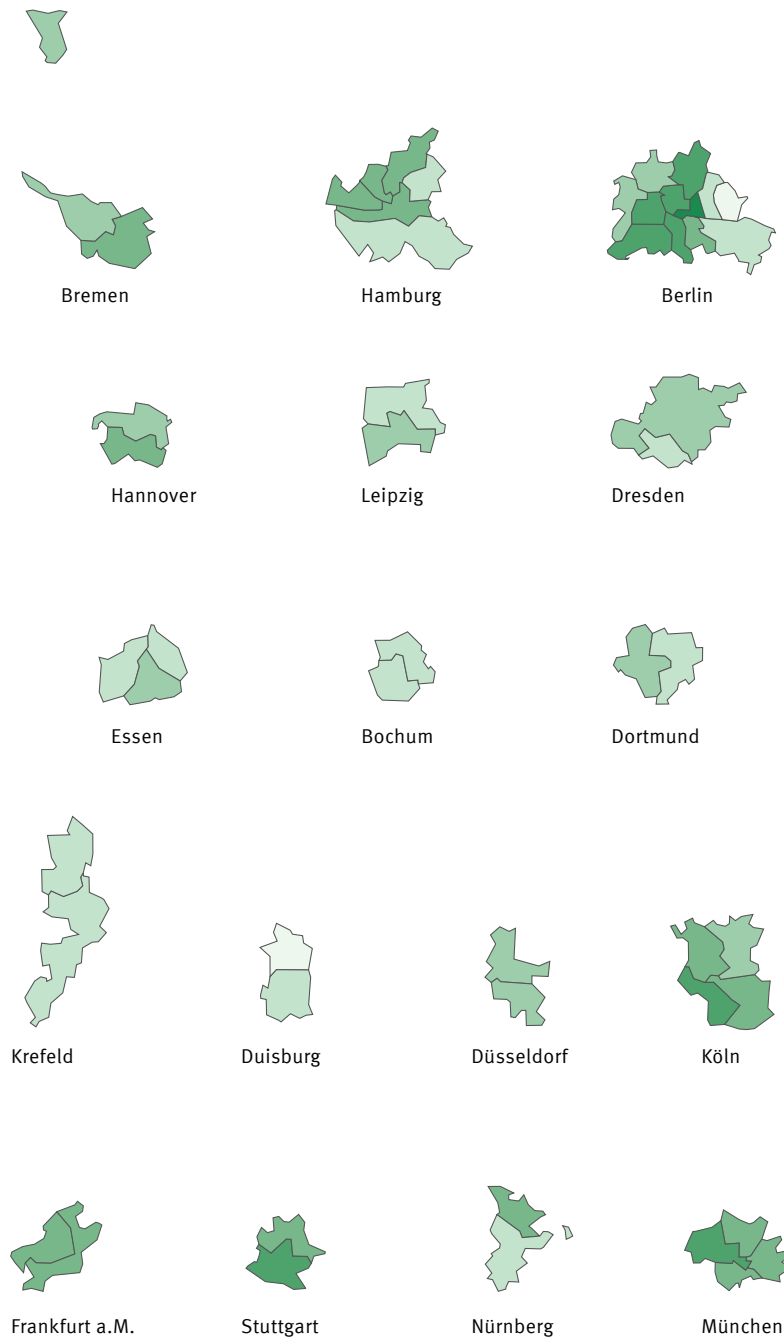 Bremen
Hamburg
Berlin
Hannover
Leipzig
Dresden
Essen
Bochum
Dortmund
Krefeld
Duisburg
Düsseldorf
Köln
Frankfurt a.M.
Stuttgart
Nürnberg
München